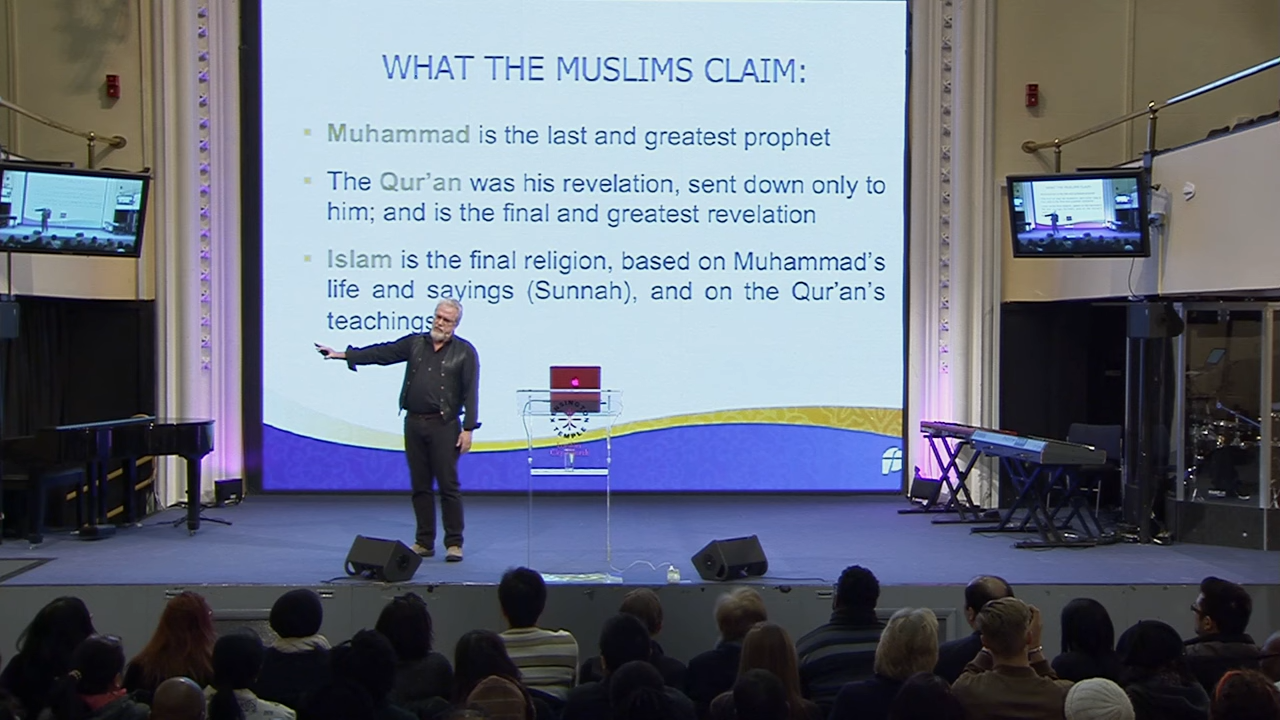 WHAT THE MUSLIMS CLAIM:
Muhammad is the last and greatest prophet
The Qur'an was his revelation, sent down only to
him; and is the final and greatest revelation
Islam is the final religion, based on Muhammad's
life and sayings (Sunnah), and on the Qur'an's
teachings
TEMPLE